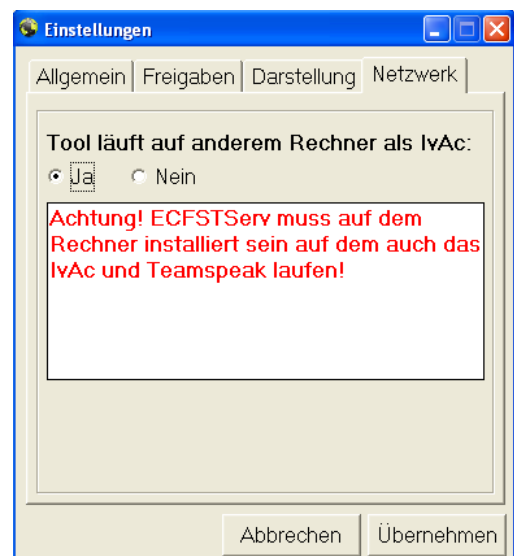 Einstellungen
Allgemein Freigaben Darstellung Netzwerk
Tool läuft auf anderem Rechner als IvAc:
Ja Nein
Achtung! ECFSTServ muss auf dem
Rechner installiert sein auf dem auch das
IvAc und Teamspeak laufen!
Abbrechen Übernehmen